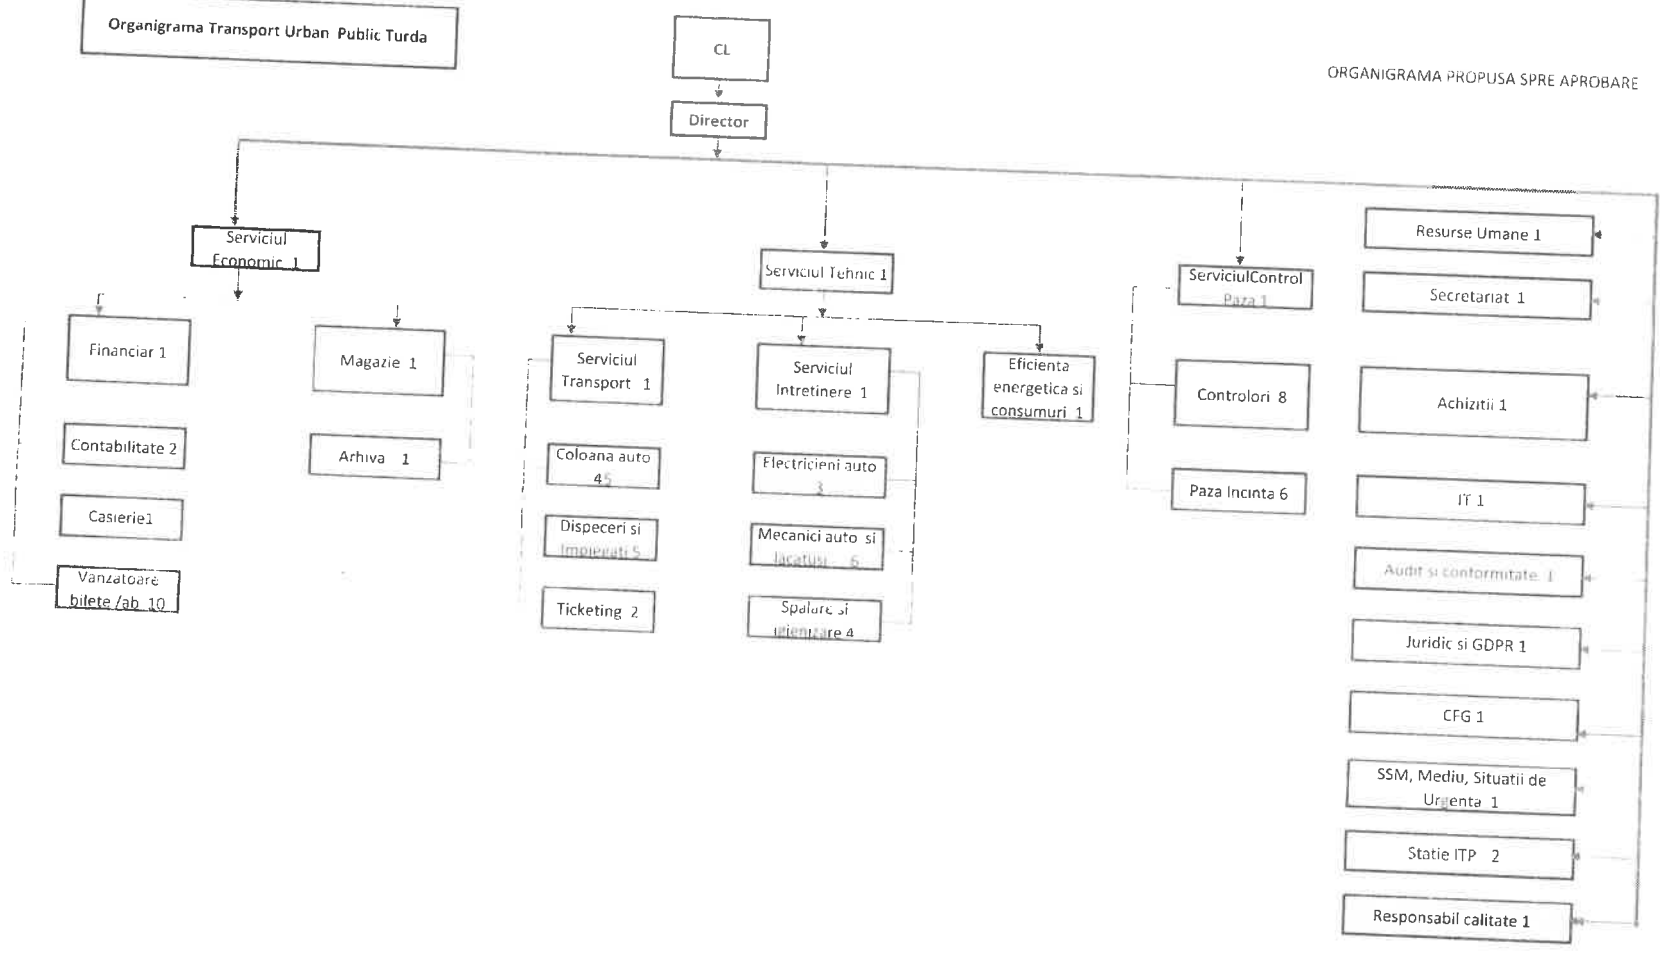 Organigrama Transport Urban Public Turda
CL
ORGANIGRAMA PROPUSA SPRE APROBARE
Director
Serviciul
Economic 1
Financiar 1
Contabilitate 2
Casierie1
Vanzatoare
bilete /ab 10
Magazie 1
Arhiva 1
Serviciul Tehnic 1
Serviciul
Transport 1
Coloana auto
45
Dispeceri si
Impiegati 5
Ticketing 2
Serviciul
Intretinere 1
Electricieni auto
3
Mecanici auto si
lacatusi 6
Spalare si
igienizare 4
Eficienta
energetica si
consumuri 1
ServiciulControl
Paza 1
Controlori 8
Paza Incinta 6
Resurse Umane 1
Secretariat 1
Achizitii 1
IT 1
Audit si conformitate 1
Juridic si GDPR 1
CFG 1
SSM, Mediu, Situatii de
Urgenta 1
Statie ITP 2
Responsabil calitate 1